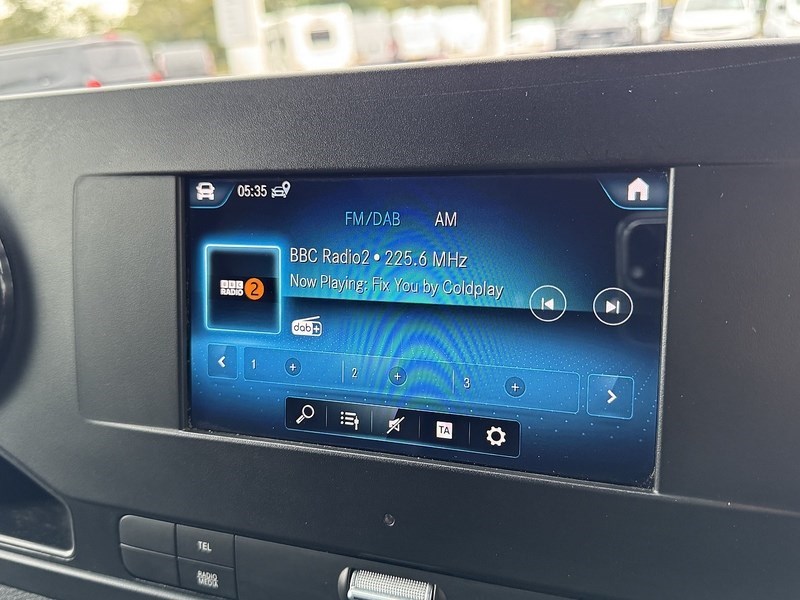 05:35
FM/DAB AM
BBC RADIO 2
BBC Radio2 • 225.6 MHz
Now Playing: Fix You by Coldplay
dab+
1 + 2 + 3 +
TA
TEL
RADIO
MEDIA